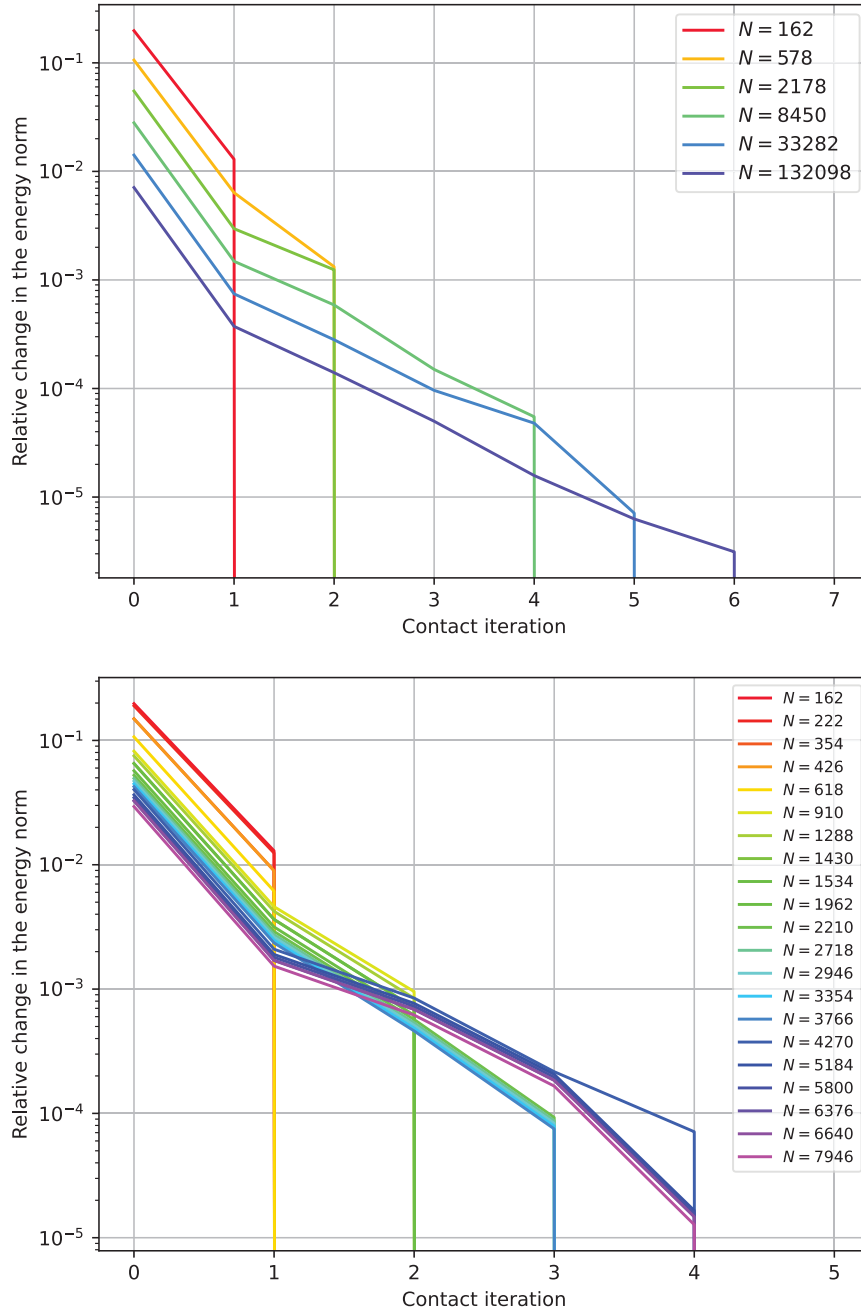 10⁻¹
10⁻²
10⁻³
10⁻⁴
10⁻⁵
Relative change in the energy norm
N = 162
N = 578
N = 2178
N = 8450
N = 33282
N = 132098
0 1 2 3 4 5 6 7
Contact iteration
10⁻¹
10⁻²
10⁻³
10⁻⁴
10⁻⁵
Relative change in the energy norm
N = 162
N = 222
N = 354
N = 426
N = 618
N = 910
N = 1288
N = 1430
N = 1534
N = 1962
N = 2210
N = 2718
N = 2946
N = 3354
N = 3766
N = 4270
N = 5184
N = 5800
N = 6376
N = 6640
N = 7946
0 1 2 3 4 5
Contact iteration